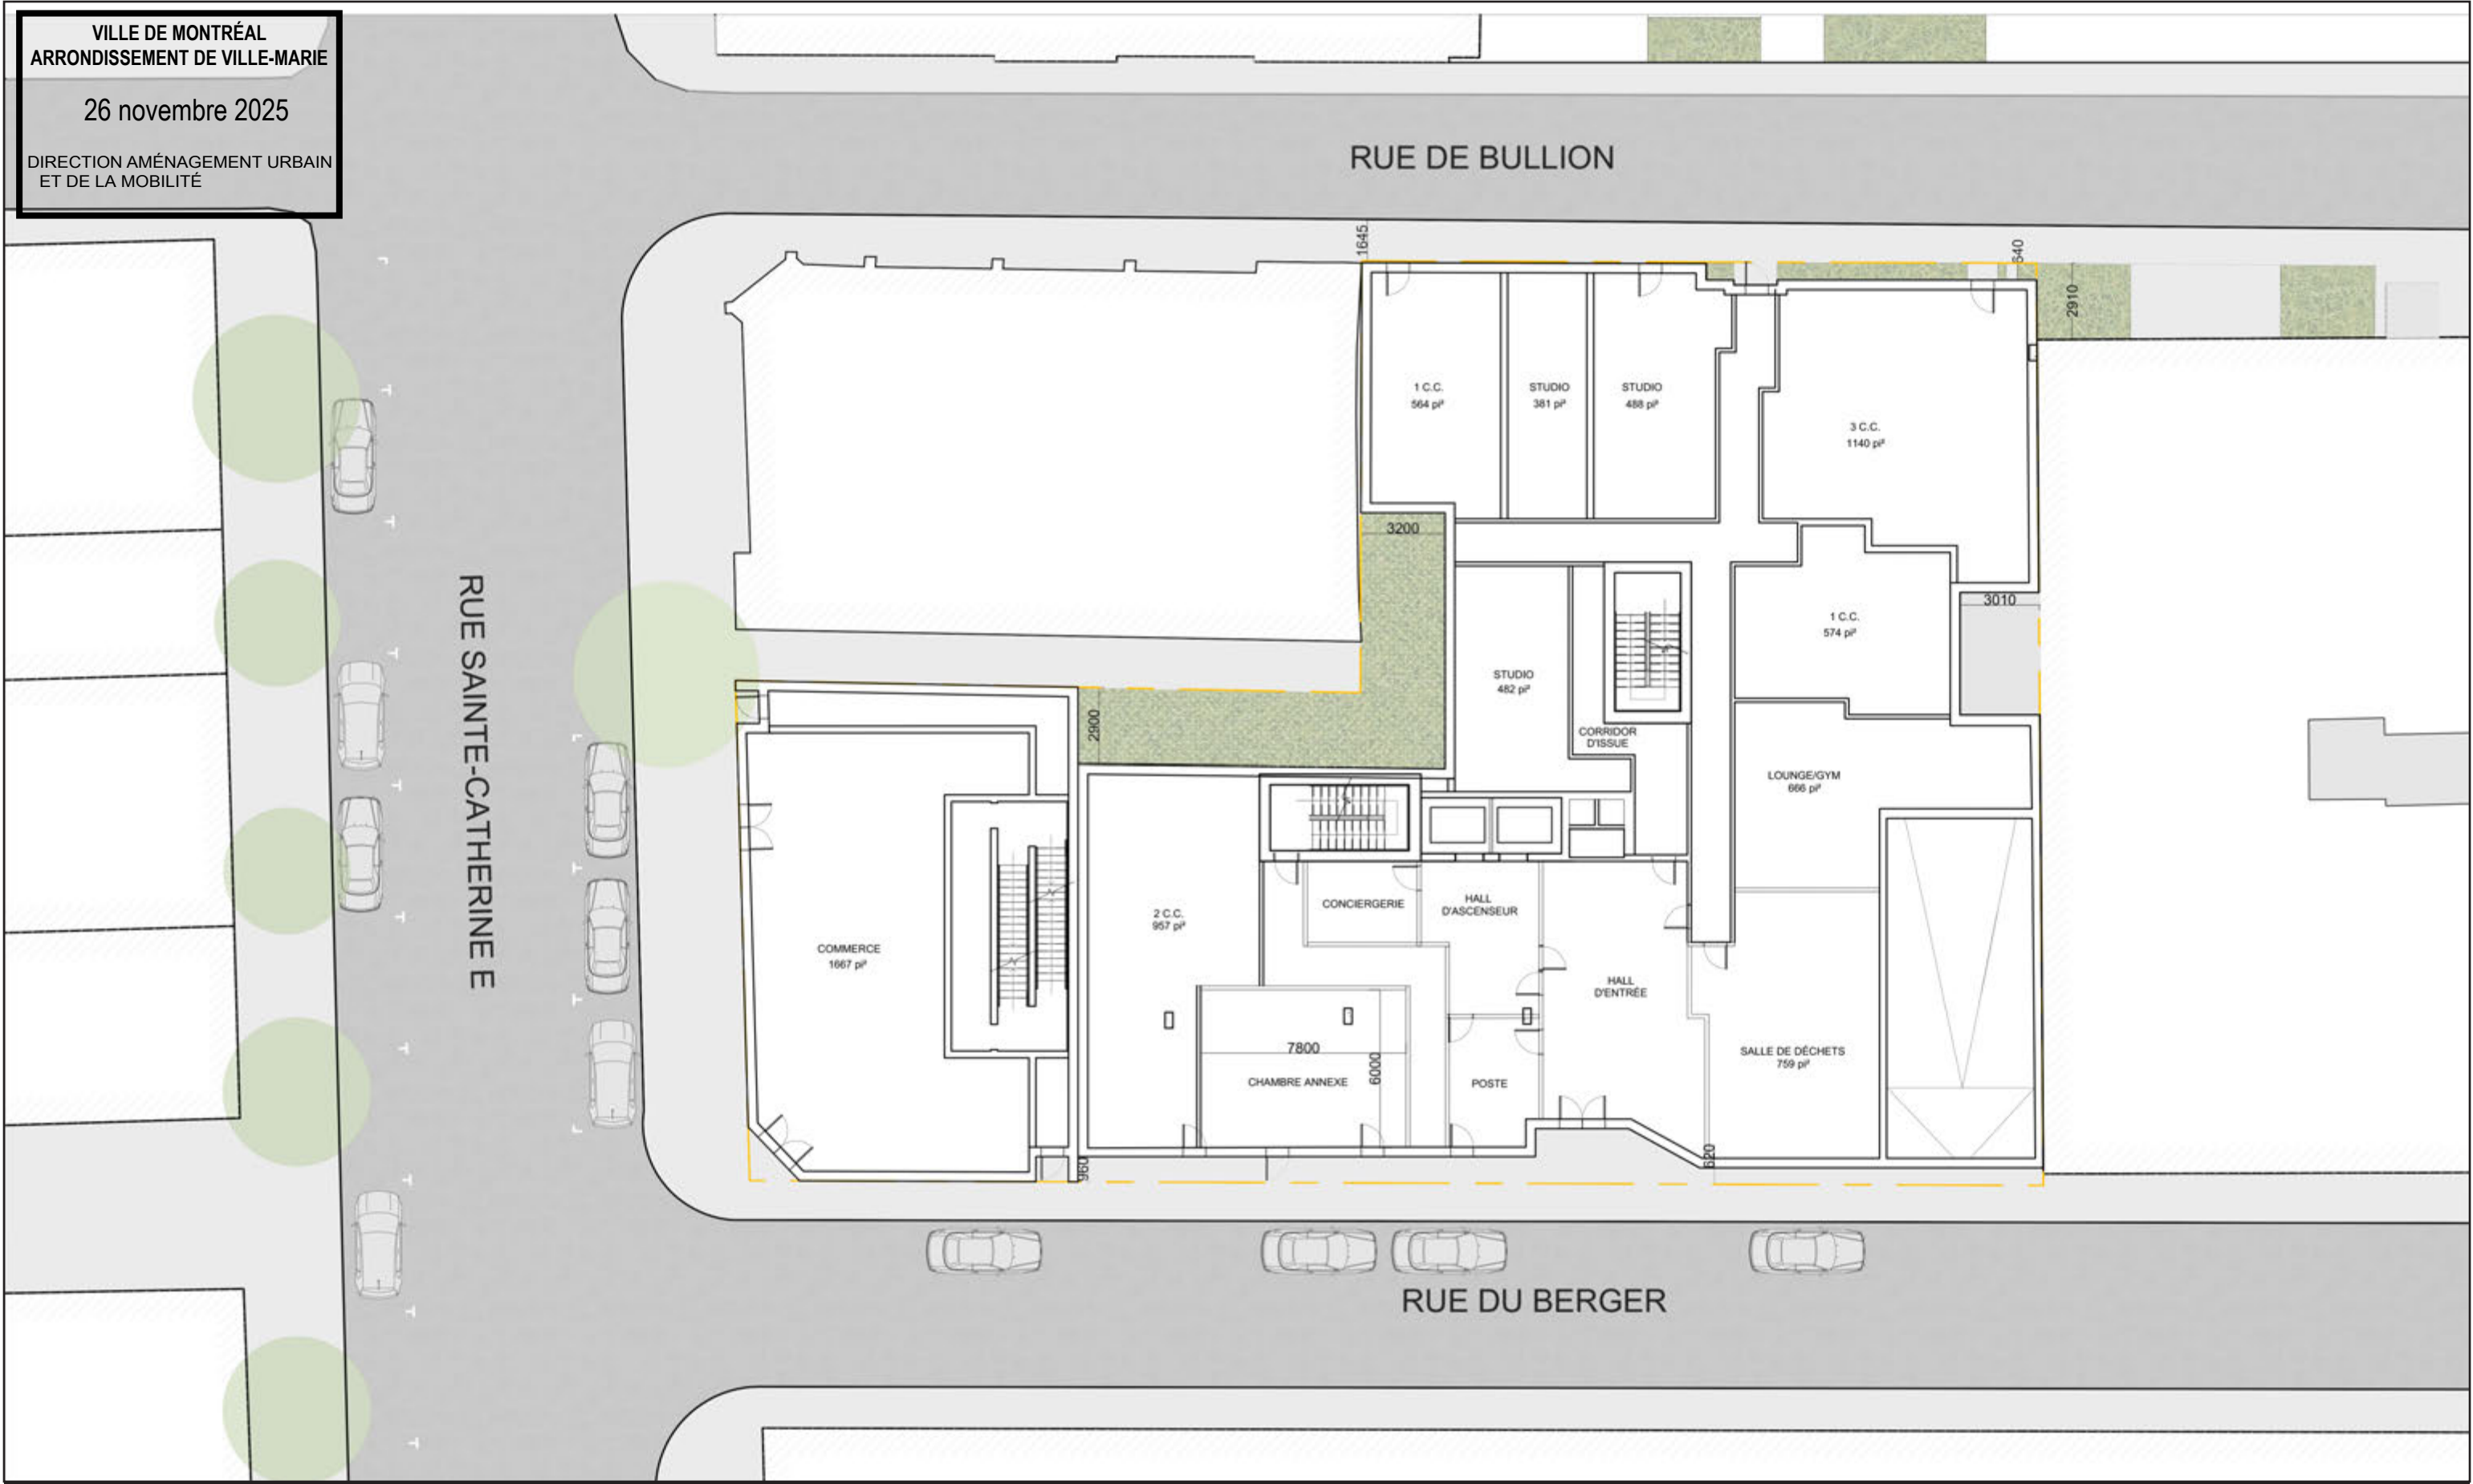 VILLE DE MONTRÉAL
ARRONDISSEMENT DE VILLE-MARIE
26 novembre 2025
DIRECTION AMÉNAGEMENT URBAIN
ET DE LA MOBILITÉ
RUE DE BULLION
1645
640
2910
1 C.C.
564 pi²
STUDIO
381 pi²
STUDIO
488 pi²
3 C.C.
1140 pi²
3200
RUE SAINTE-CATHERINE E
3010
1 C.C.
574 pi²
STUDIO
482 pi²
2900
CORRIDOR
D'ISSUE
LOUNGE/GYM
666 pi²
CONCIERGERIE
HALL
D'ASCENSEUR
2 C.C.
957 pi²
COMMERCE
1667 pi²
HALL
D'ENTRÉE
7800
6000
CHAMBRE ANNEXE
POSTE
SALLE DE DÉCHETS
759 pi²
960
620
RUE DU BERGER